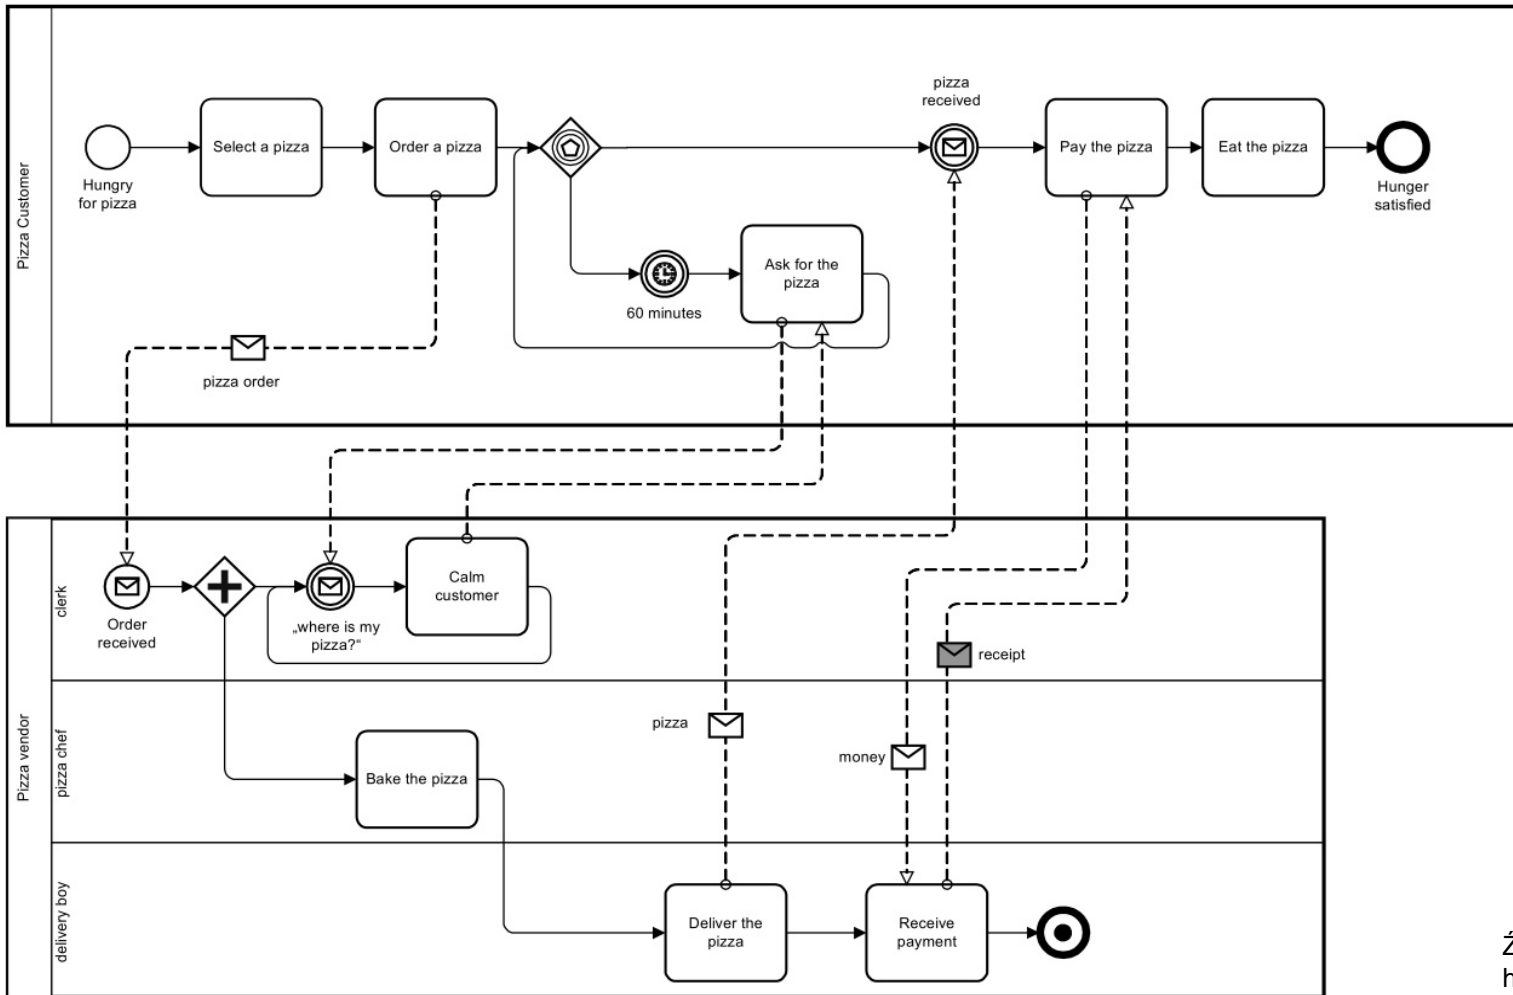 pizza
received
Select a pizza
Order a pizza
Pay the pizza
Eat the pizza
Hungry
for pizza
Hunger
satisfied
Pizza Customer
Ask for the
pizza
60 minutes
pizza order
Calm
customer
clerk
Order
received
„where is my
pizza?“
receipt
Pizza vendor
pizza chef
pizza
money
Bake the pizza
delivery boy
Deliver the
pizza
Receive
payment